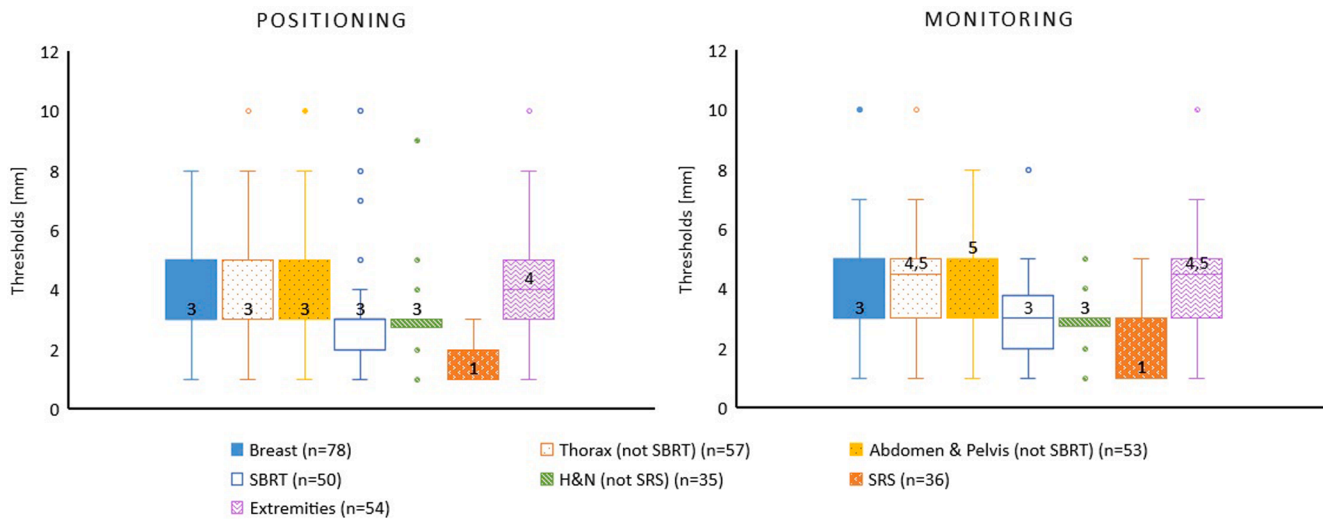 POSITIONING
12
10
8
6
4
2
0
Thresholds [mm]
3
3
3
3
3
1
4
MONITORING
12
10
8
6
4
2
0
Thresholds [mm]
3
4,5
5
3
3
1
4,5
Breast (n=78)
Thorax (not SBRT) (n=57)
Abdomen & Pelvis (not SBRT) (n=53)
SBRT (n=50)
H&N (not SRS) (n=35)
SRS (n=36)
Extremities (n=54)